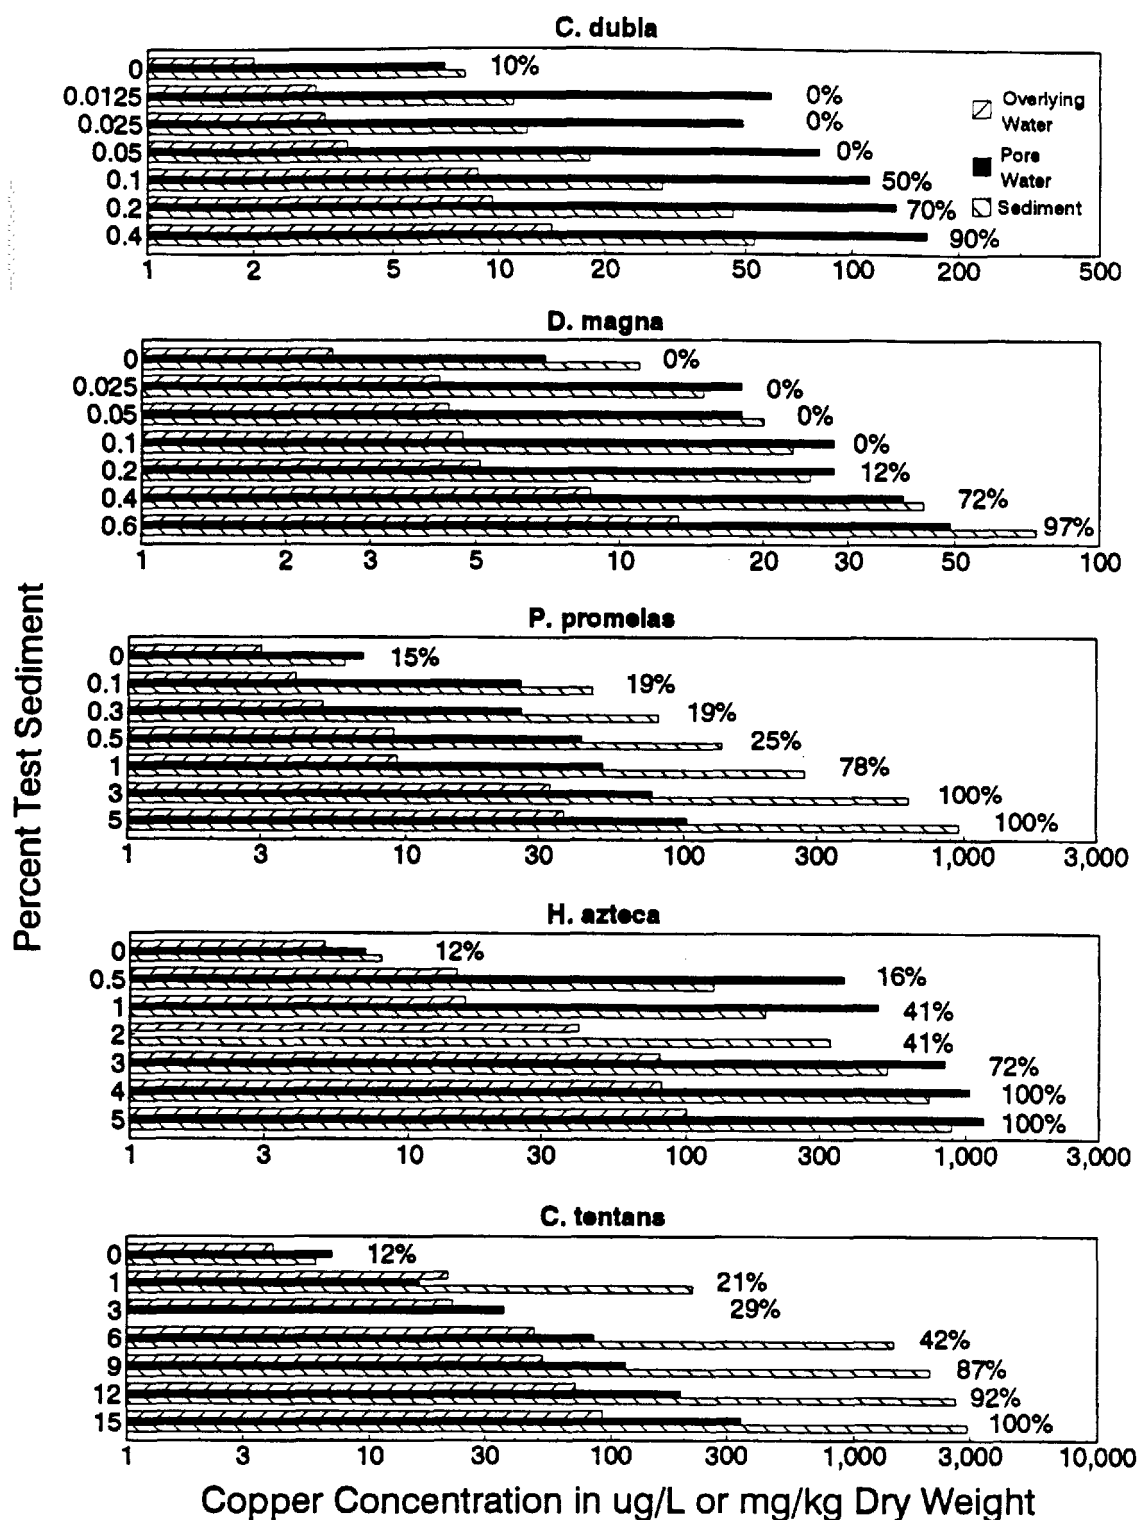 C. dubla
0 10%
0.0125 0%
0.025 0%
0.05 0%
0.1 50%
0.2 70%
0.4 90%
Overlying
Water
Pore
Water
Sediment
1 2 5 10 20 50 100 200 500
D. magna
0 0%
0.025 0%
0.05 0%
0.1 0%
0.2 12%
0.4 72%
0.6 97%
1 2 3 5 10 20 30 50 100
P. promelas
0 15%
0.1 19%
0.3 19%
0.5 25%
1 78%
3 100%
5 100%
1 3 10 30 100 300 1,000 3,000
H. azteca
0 12%
0.5 16%
1 41%
2 41%
3 72%
4 100%
5 100%
1 3 10 30 100 300 1,000 3,000
C. tentans
0 12%
1 21%
3 29%
6 42%
9 87%
12 92%
15 100%
1 3 10 30 100 300 1,000 3,000 10,000
Percent Test Sediment
Copper Concentration in ug/L or mg/kg Dry Weight